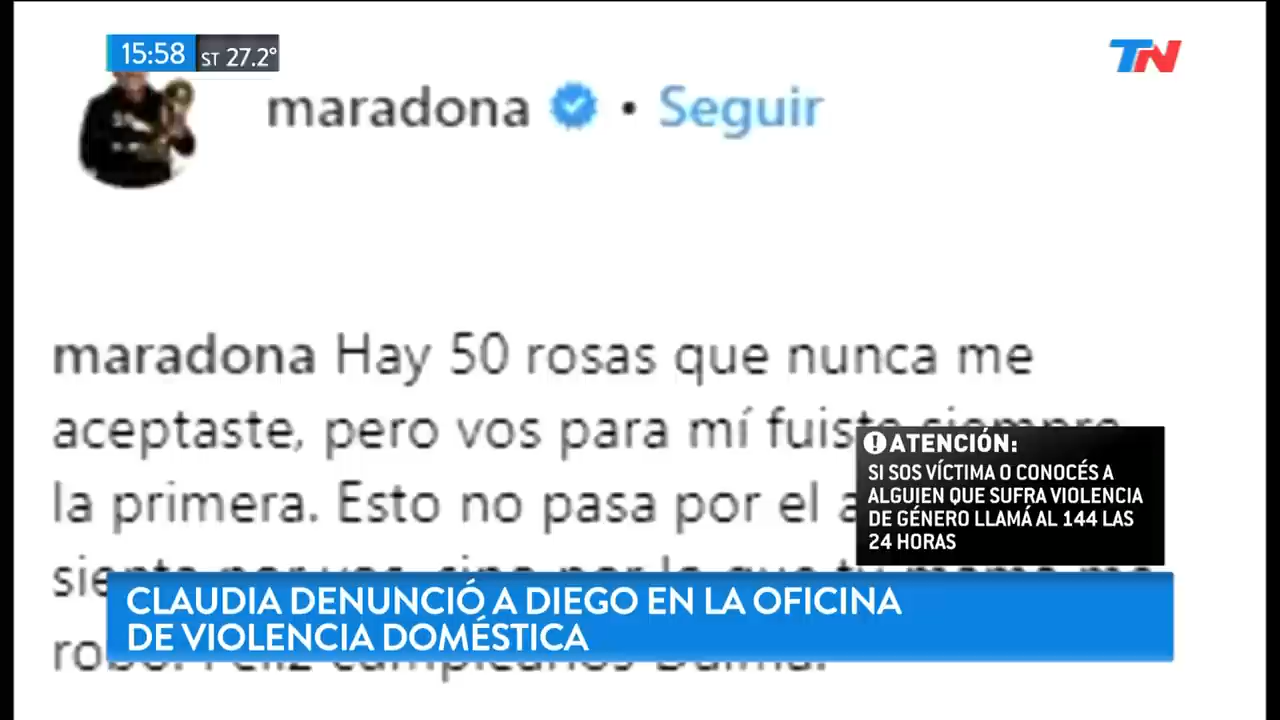 15:58 ST 27.2°
TN
maradona • Seguir
maradona Hay 50 rosas que nunca me
aceptaste, pero vos para mí fuiste siempre
la primera. Esto no pasa por el
ATENCIÓN:
SI SOS VÍCTIMA O CONOCÉS A
ALGUIEN QUE SUFRA VIOLENCIA
DE GÉNERO LLAMÁ AL 144 LAS
24 HORAS
CLAUDIA DENUNCIÓ A DIEGO EN LA OFICINA
DE VIOLENCIA DOMÉSTICA